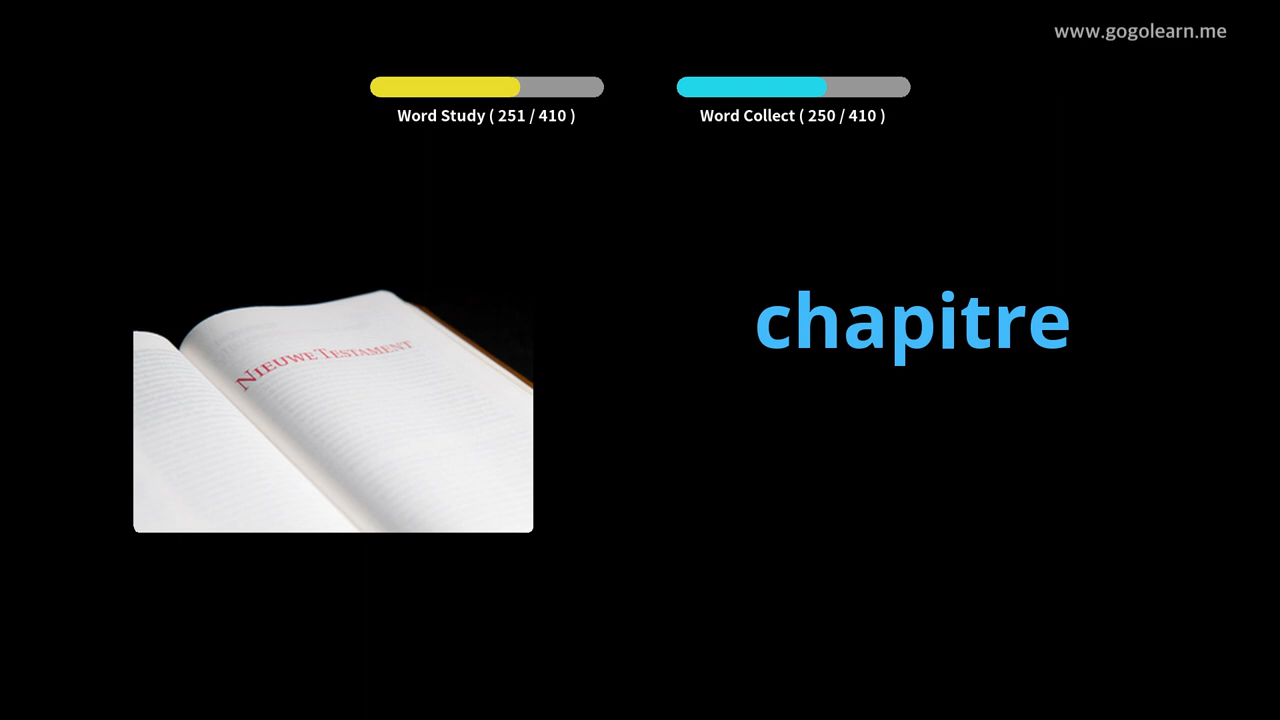 www.gogolearn.me
Word Study ( 251 / 410 )
Word Collect ( 250 / 410 )
chapitre
NIEUWE TESTAMENT